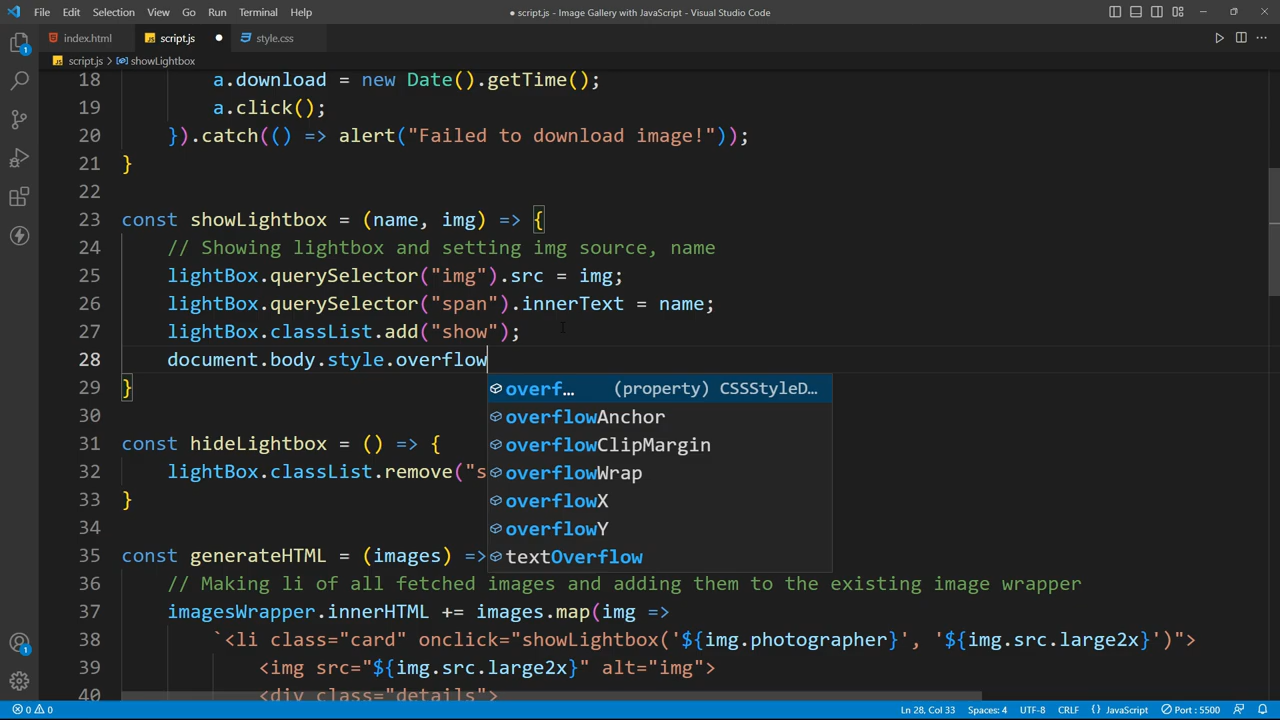 File Edit Selection View Go Run Terminal Help
● script.js - Image Gallery with JavaScript - Visual Studio Code
index.html
JS script.js ●
style.css
JS script.js > showLightbox
18 a.download = new Date().getTime();
19 a.click();
20 }).catch(() => alert("Failed to download image!"));
21 }
22
23 const showLightbox = (name, img) => {
24 // Showing lightbox and setting img source, name
25 lightBox.querySelector("img").src = img;
26 lightBox.querySelector("span").innerText = name;
27 lightBox.classList.add("show");
28 document.body.style.overflow
overf… (property) CSSStyleD…
29 }
overflowAnchor
30
overflowClipMargin
31 const hideLightbox = () => {
overflowWrap
32 lightBox.classList.remove("s
overflowX
33 }
overflowY
34
textOverflow
35 const generateHTML = (images) =>
36 // Making li of all fetched images and adding them to the existing image wrapper
37 imagesWrapper.innerHTML += images.map(img =>
38 `<li class="card" onclick="showLightbox('${img.photographer}', '${img.src.large2x}')">
39 <img src="${img.src.large2x}" alt="img">
40 <div class="details">
1
1
0 0 Ln 28, Col 33 Spaces: 4 UTF-8 CRLF {} JavaScript Port : 5500